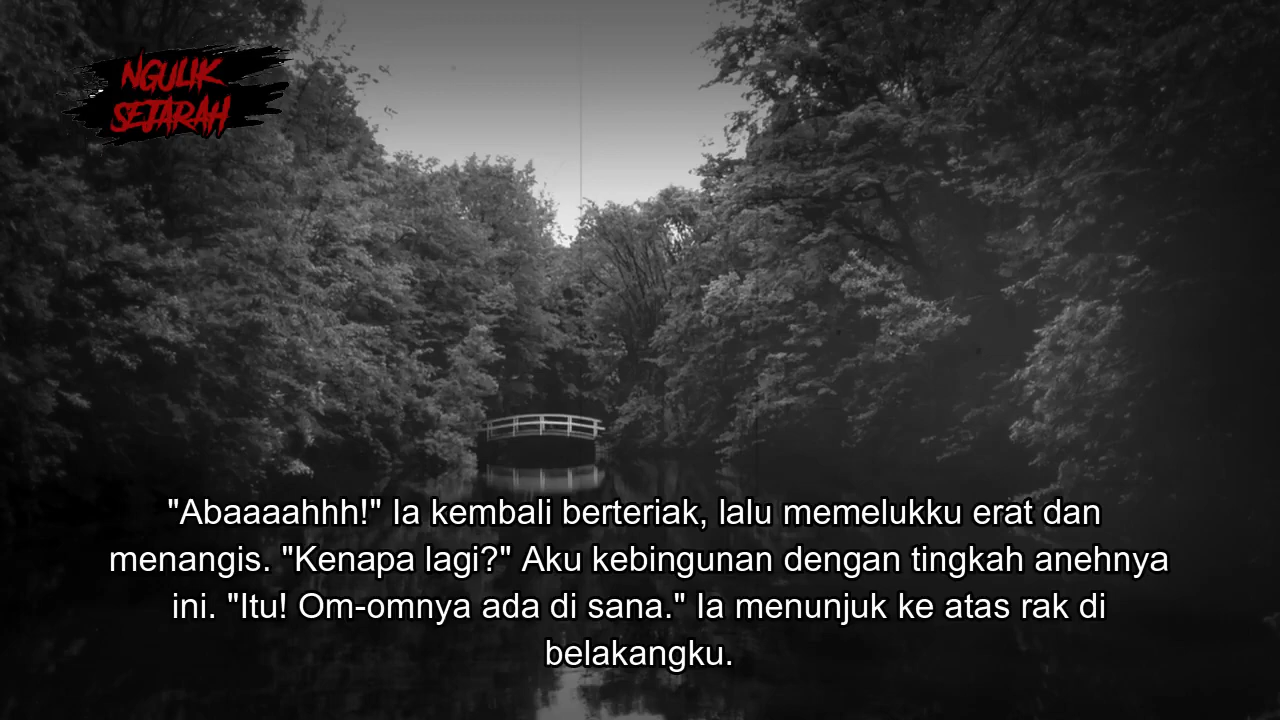 NGULIK
SEJARAH
"Abaaaahhh!" Ia kembali berteriak, lalu memelukku erat dan
menangis. "Kenapa lagi?" Aku kebingunan dengan tingkah anehnya
ini. "Itu! Om-omnya ada di sana." Ia menunjuk ke atas rak di
belakangku.